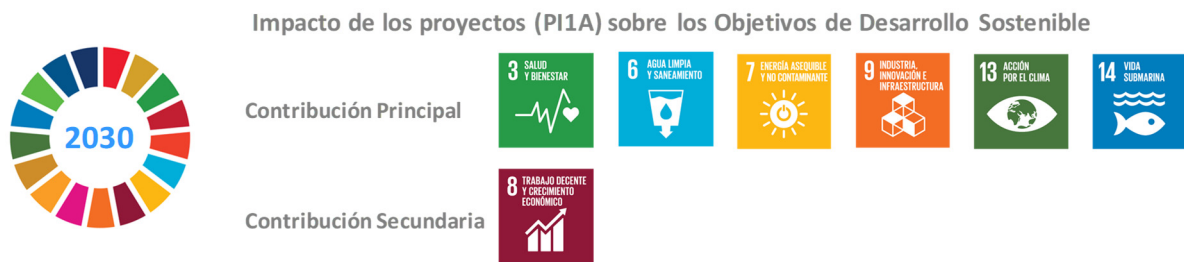 Impacto de los proyectos (PI1A) sobre los Objetivos de Desarrollo Sostenible
2030
Contribución Principal
3 SALUD
Y BIENESTAR
6 AGUA LIMPIA
Y SANEAMIENTO
7 ENERGÍA ASEQUIBLE
Y NO CONTAMINANTE
9 INDUSTRIA,
INNOVACIÓN E
INFRAESTRUCTURA
13 ACCIÓN
POR EL CLIMA
14 VIDA
SUBMARINA
Contribución Secundaria
8 TRABAJO DECENTE
Y CRECIMIENTO
ECONÓMICO